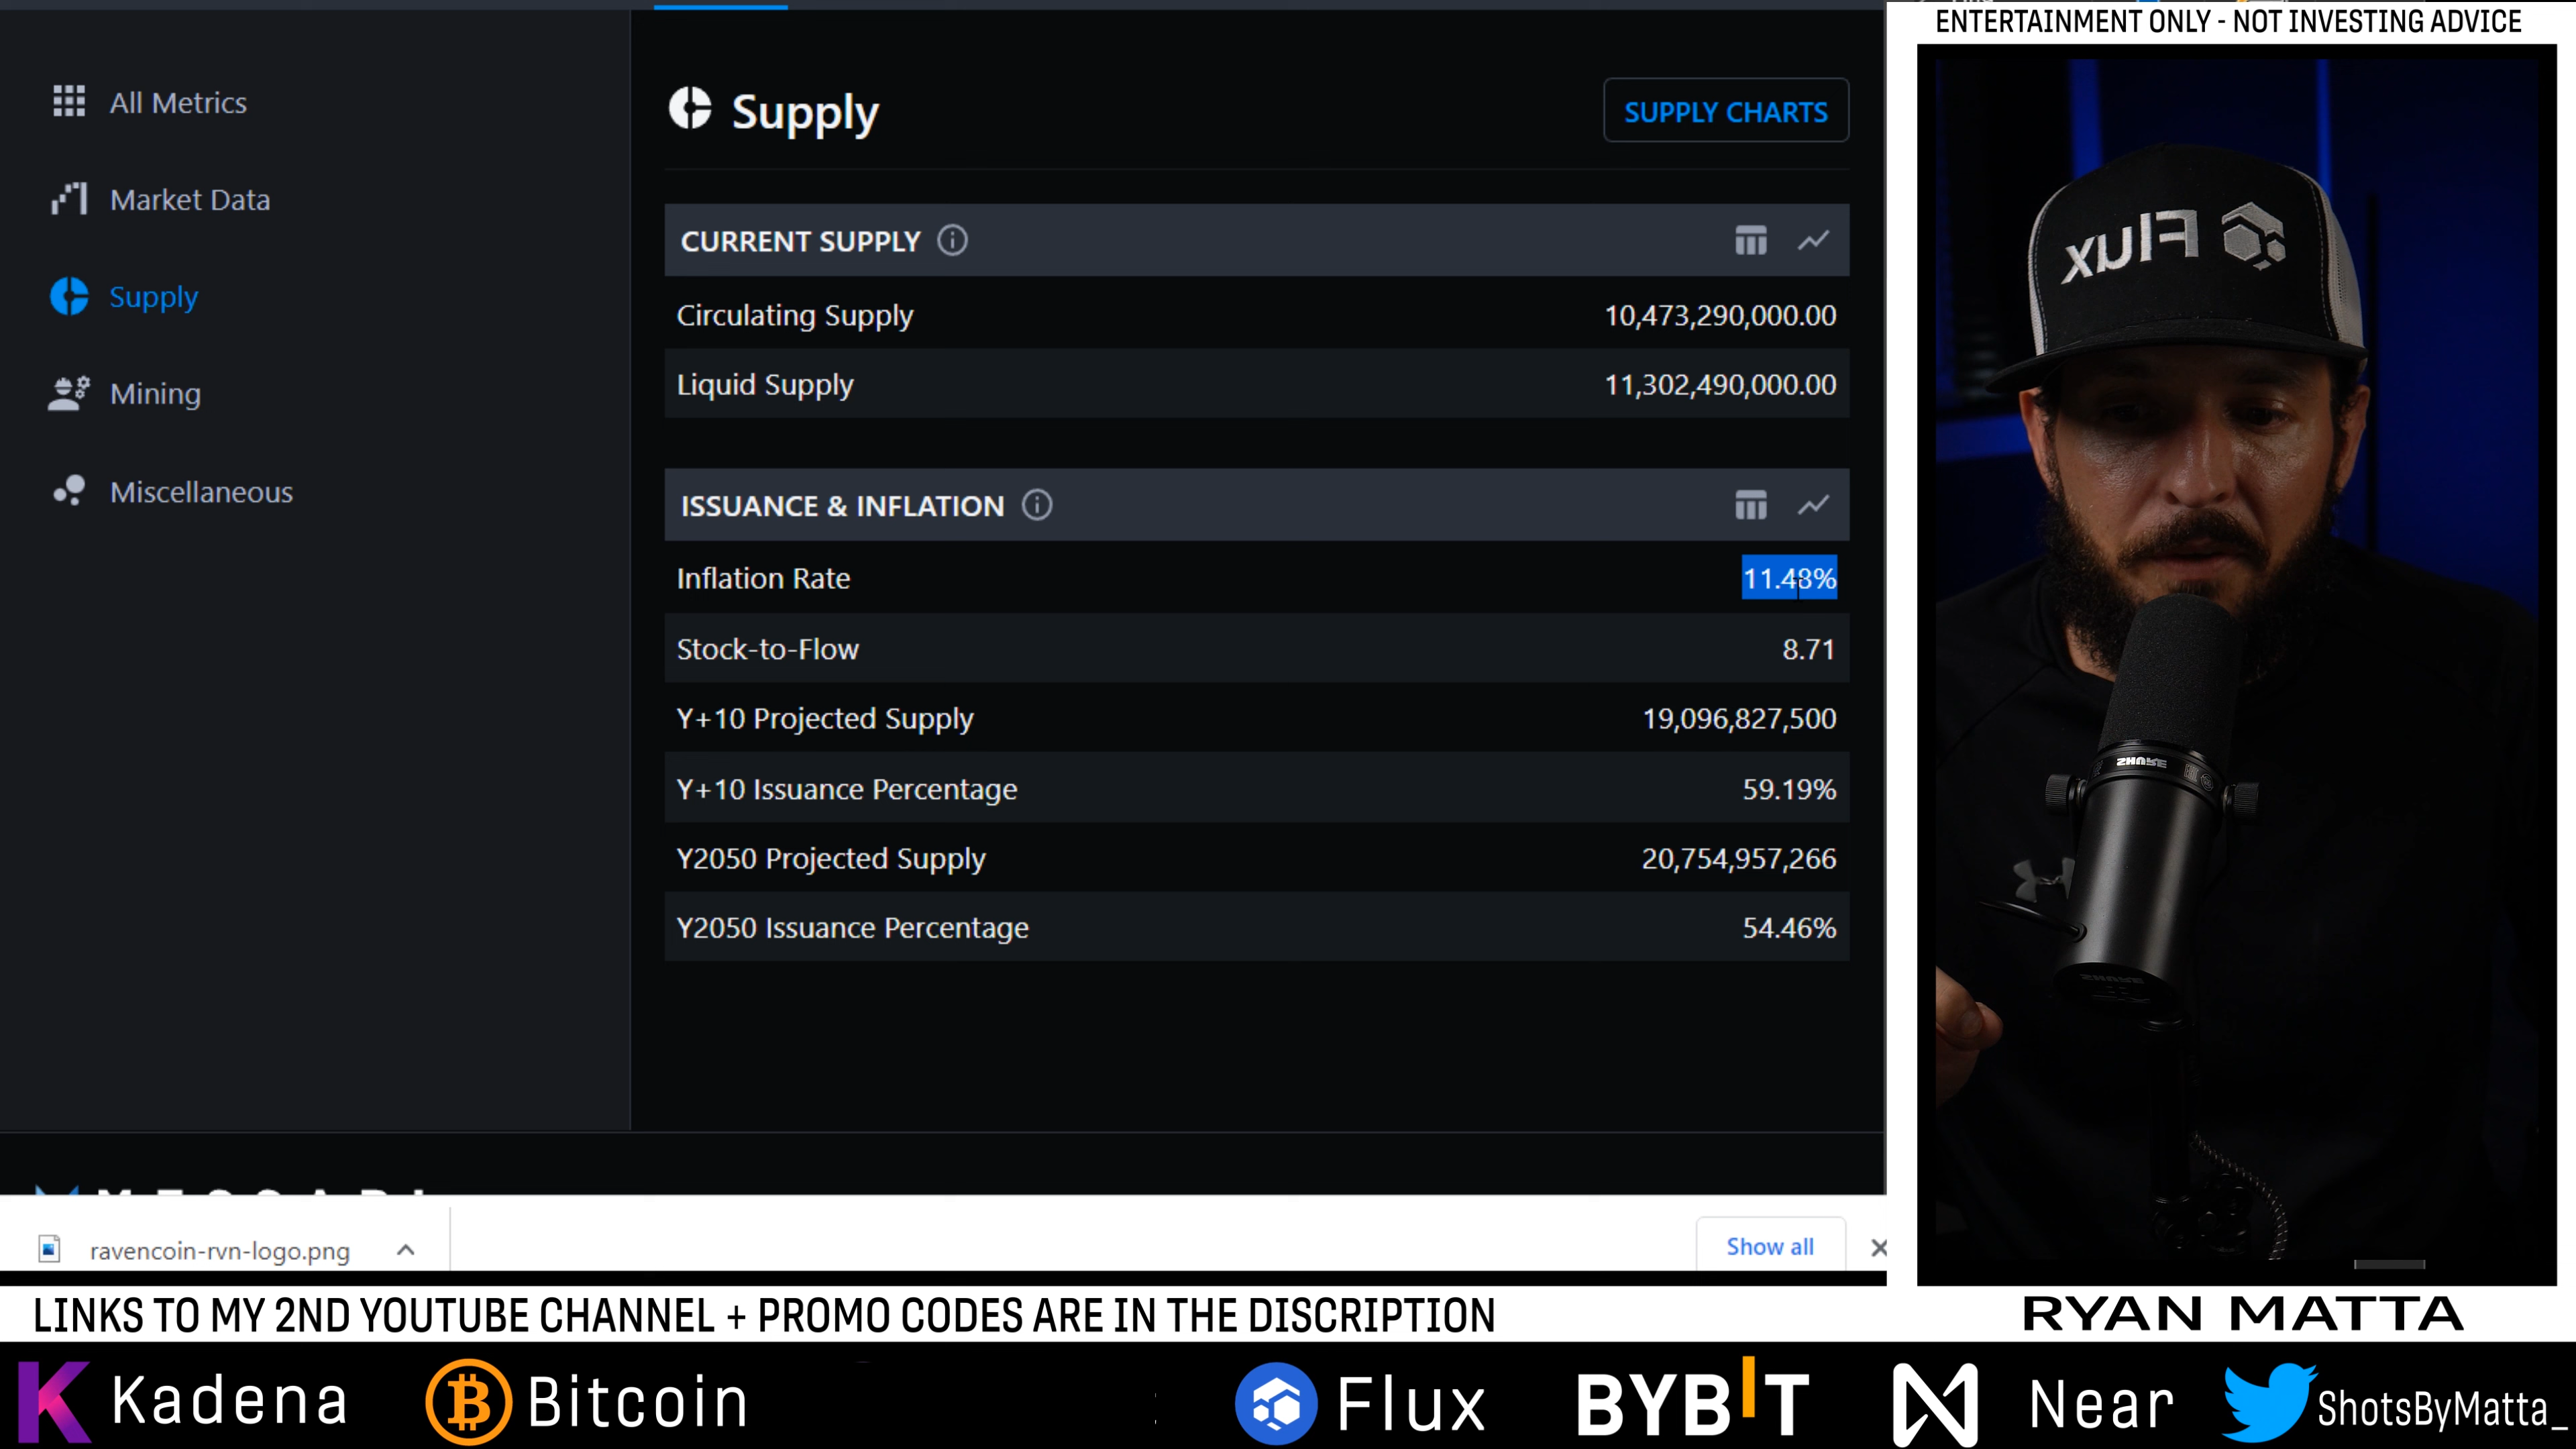 ENTERTAINMENT ONLY - NOT INVESTING ADVICE
All Metrics
Market Data
Supply
Mining
Miscellaneous
Supply
SUPPLY CHARTS
CURRENT SUPPLY
Circulating Supply 10,473,290,000.00
Liquid Supply 11,302,490,000.00
ISSUANCE & INFLATION
Inflation Rate 11.48%
Stock-to-Flow 8.71
Y+10 Projected Supply 19,096,827,500
Y+10 Issuance Percentage 59.19%
Y2050 Projected Supply 20,754,957,266
Y2050 Issuance Percentage 54.46%
ravencoin-rvn-logo.png
Show all
Flux
SHURE
LINKS TO MY 2ND YOUTUBE CHANNEL + PROMO CODES ARE IN THE DISCRIPTION
RYAN MATTA
Kadena
Bitcoin
Flux
BYBIT
Near
ShotsByMatta_